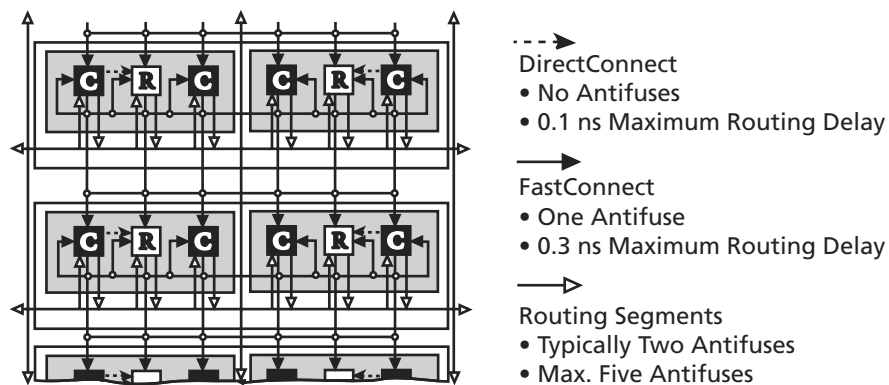 C R C C R C
C R C C R C
DirectConnect
• No Antifuses
• 0.1 ns Maximum Routing Delay
FastConnect
• One Antifuse
• 0.3 ns Maximum Routing Delay
Routing Segments
• Typically Two Antifuses
• Max. Five Antifuses